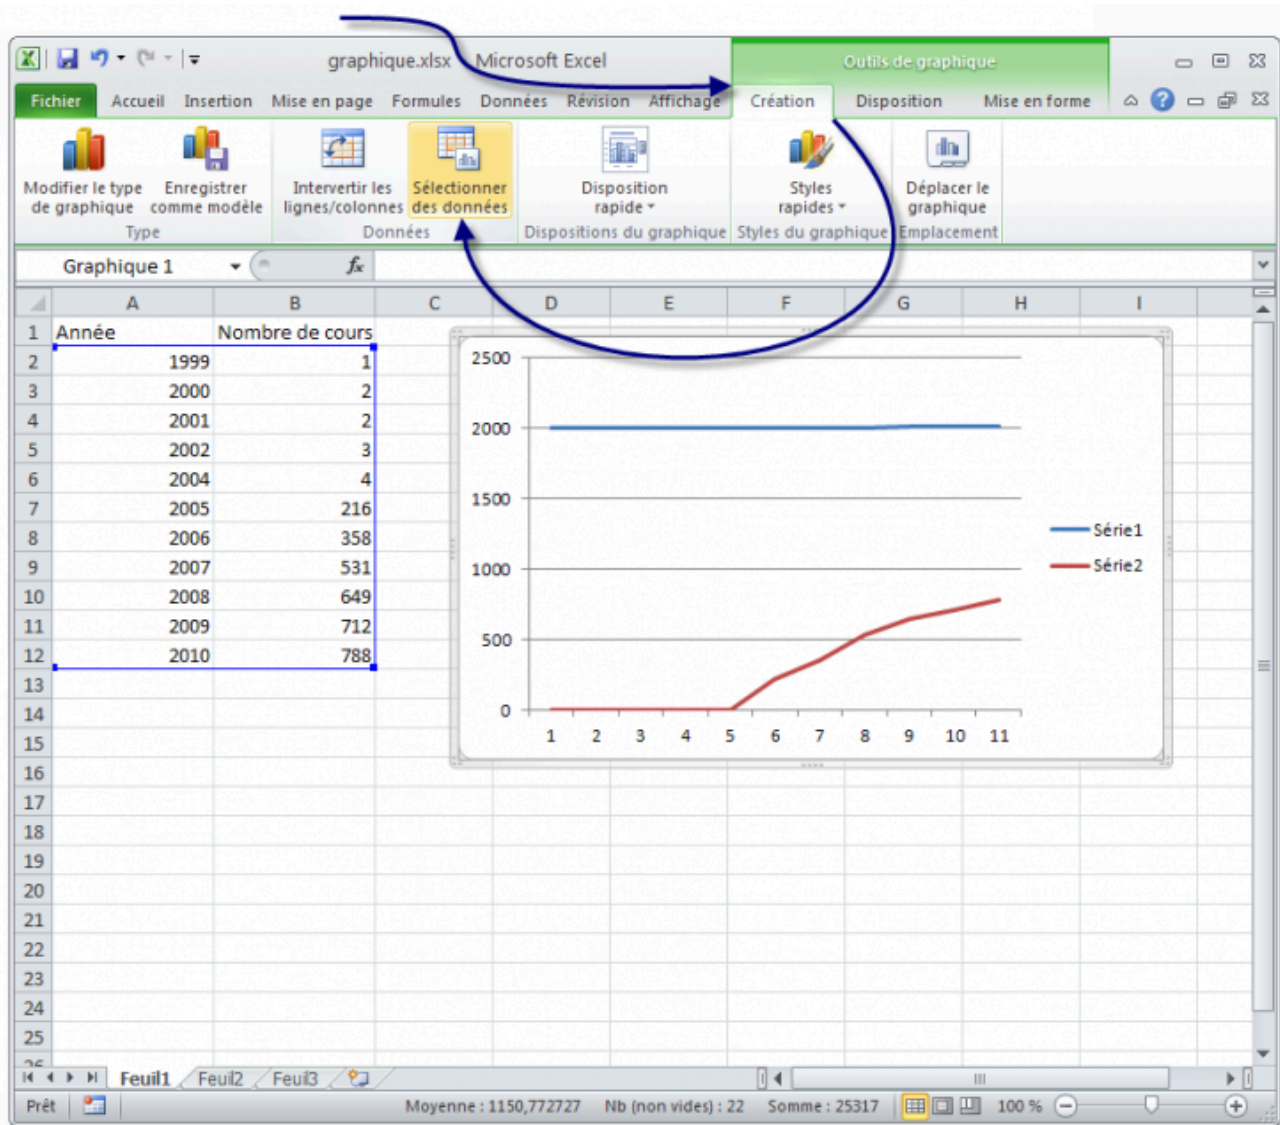 graphique.xlsx - Microsoft Excel
Outils de graphique
Fichier Accueil Insertion Mise en page Formules Données Révision Affichage Création Disposition Mise en forme
Modifier le type de graphique
Enregistrer comme modèle
Intervertir les lignes/colonnes
Sélectionner des données
Disposition rapide
Styles rapides
Déplacer le graphique
Type Données Dispositions du graphique Styles du graphique Emplacement
Graphique 1 fx
A B C D E F G H I
1 Année Nombre de cours
2 1999 1
3 2000 2
4 2001 2
5 2002 3
6 2004 4
7 2005 216
8 2006 358
9 2007 531
10 2008 649
11 2009 712
12 2010 788
13
14
15
16
17
18
19
20
21
22
23
24
25
26
2500
2000
1500
1000
500
0
1 2 3 4 5 6 7 8 9 10 11
Série1
Série2
Feuil1 Feuil2 Feuil3
Prêt Moyenne : 1150,772727 Nb (non vides) : 22 Somme : 25317 100 %